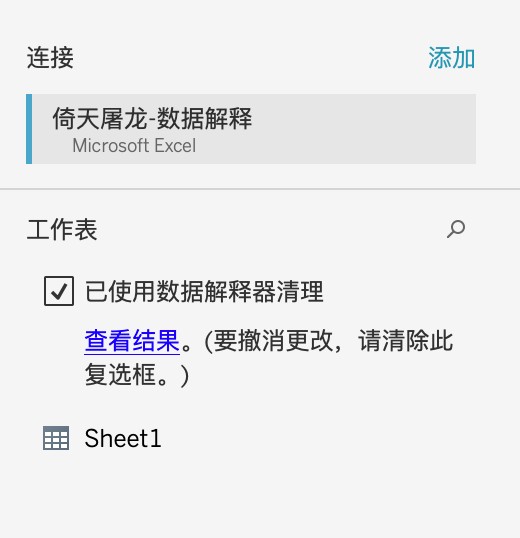 连接 添加
倚天屠龙-数据解释
Microsoft Excel
工作表
已使用数据解释器清理
查看结果。(要撤消更改，请清除此
复选框。)
Sheet1